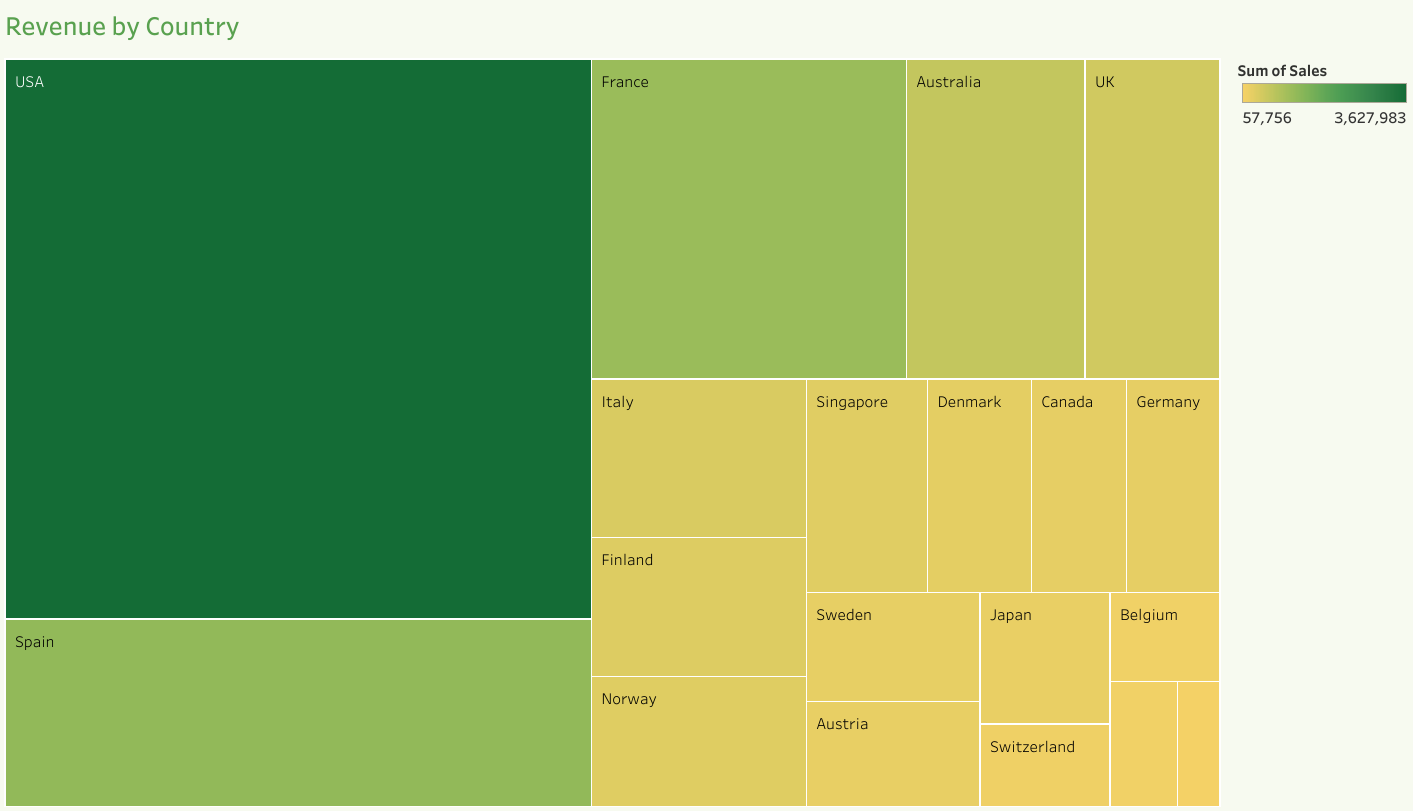 Revenue by Country
USA
France
Australia
UK
Sum of Sales
57,756 3,627,983
Italy
Singapore
Denmark
Canada
Germany
Finland
Sweden
Japan
Belgium
Spain
Norway
Austria
Switzerland